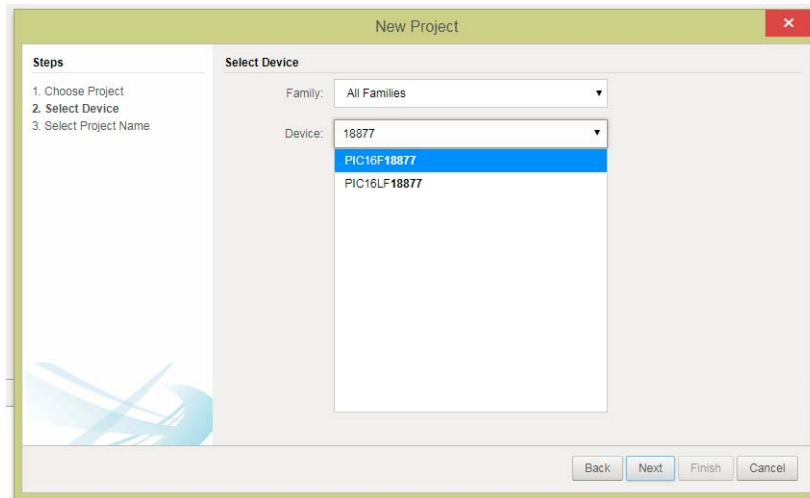 New Project
Steps
1. Choose Project
2. Select Device
3. Select Project Name
Select Device
Family: All Families
Device: 18877
PIC16F18877
PIC16LF18877
Back Next Finish Cancel